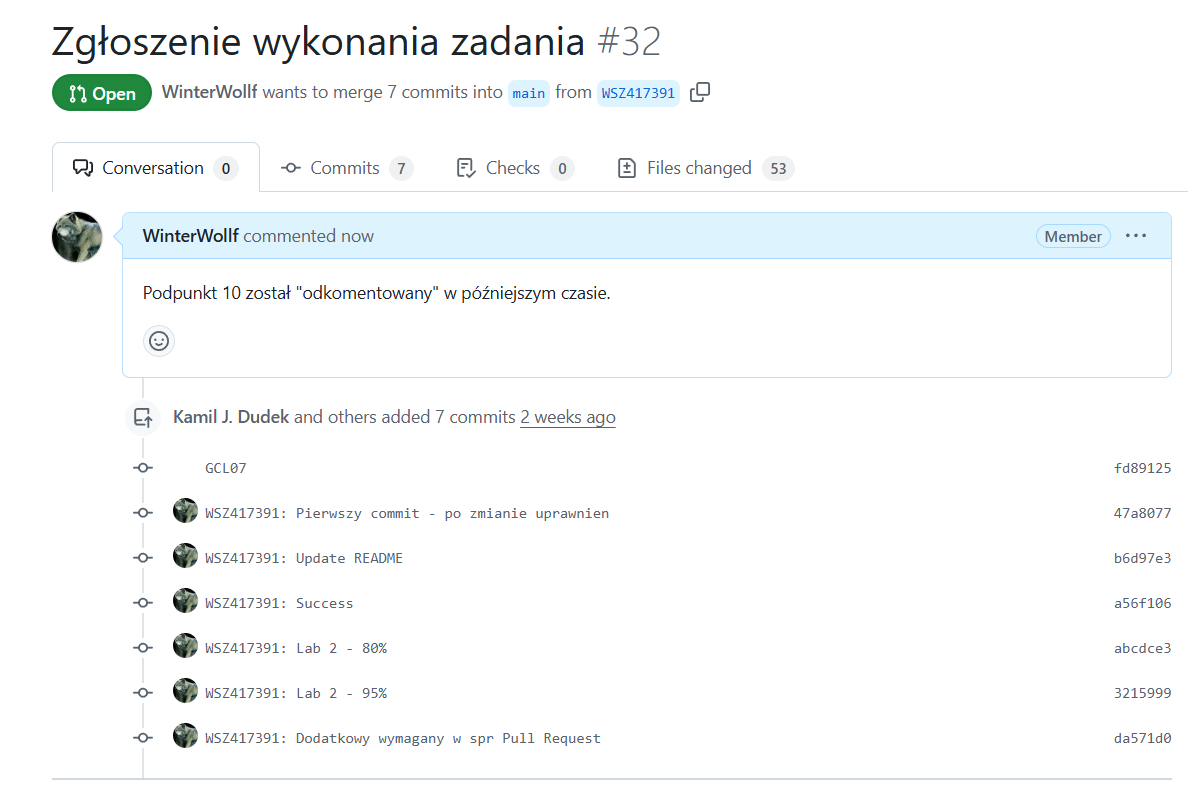 Zgłoszenie wykonania zadania #32
Open WinterWollf wants to merge 7 commits into main from WSZ417391
Conversation 0 Commits 7 Checks 0 Files changed 53
WinterWollf commented now Member
Podpunkt 10 został "odkomentowany" w późniejszym czasie.
Kamil J. Dudek and others added 7 commits 2 weeks ago
GCL07 fd89125
WSZ417391: Pierwszy commit - po zmianie uprawnien 47a8077
WSZ417391: Update README b6d97e3
WSZ417391: Success a56f106
WSZ417391: Lab 2 - 80% abcdce3
WSZ417391: Lab 2 - 95% 3215999
WSZ417391: Dodatkowy wymagany w spr Pull Request da571d0